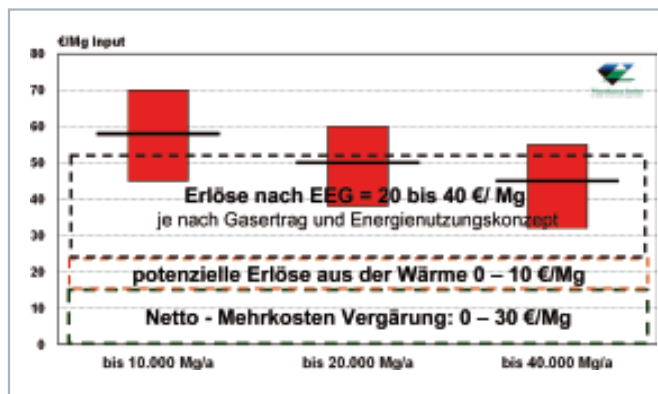 €/Mg Input
80
70
60
50
40
30
20
10
0
Erlöse nach EEG = 20 bis 40 €/ Mg
je nach Gasertrag und Energienutzungskonzept
potenzielle Erlöse aus der Wärme 0 – 10 €/Mg
Netto - Mehrkosten Vergärung: 0 – 30 €/Mg
bis 10.000 Mg/a
bis 20.000 Mg/a
bis 40.000 Mg/a